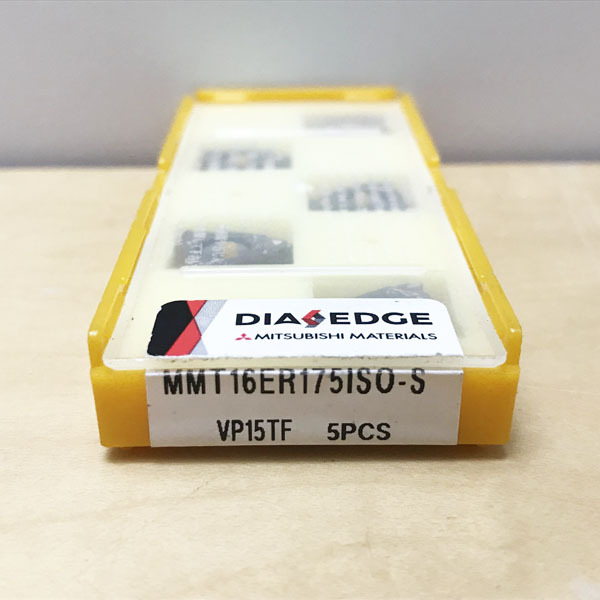 DIAEDGE
MITSUBISHI MATERIALS
MMT16ER175ISO-S
VP15TF 5PCS